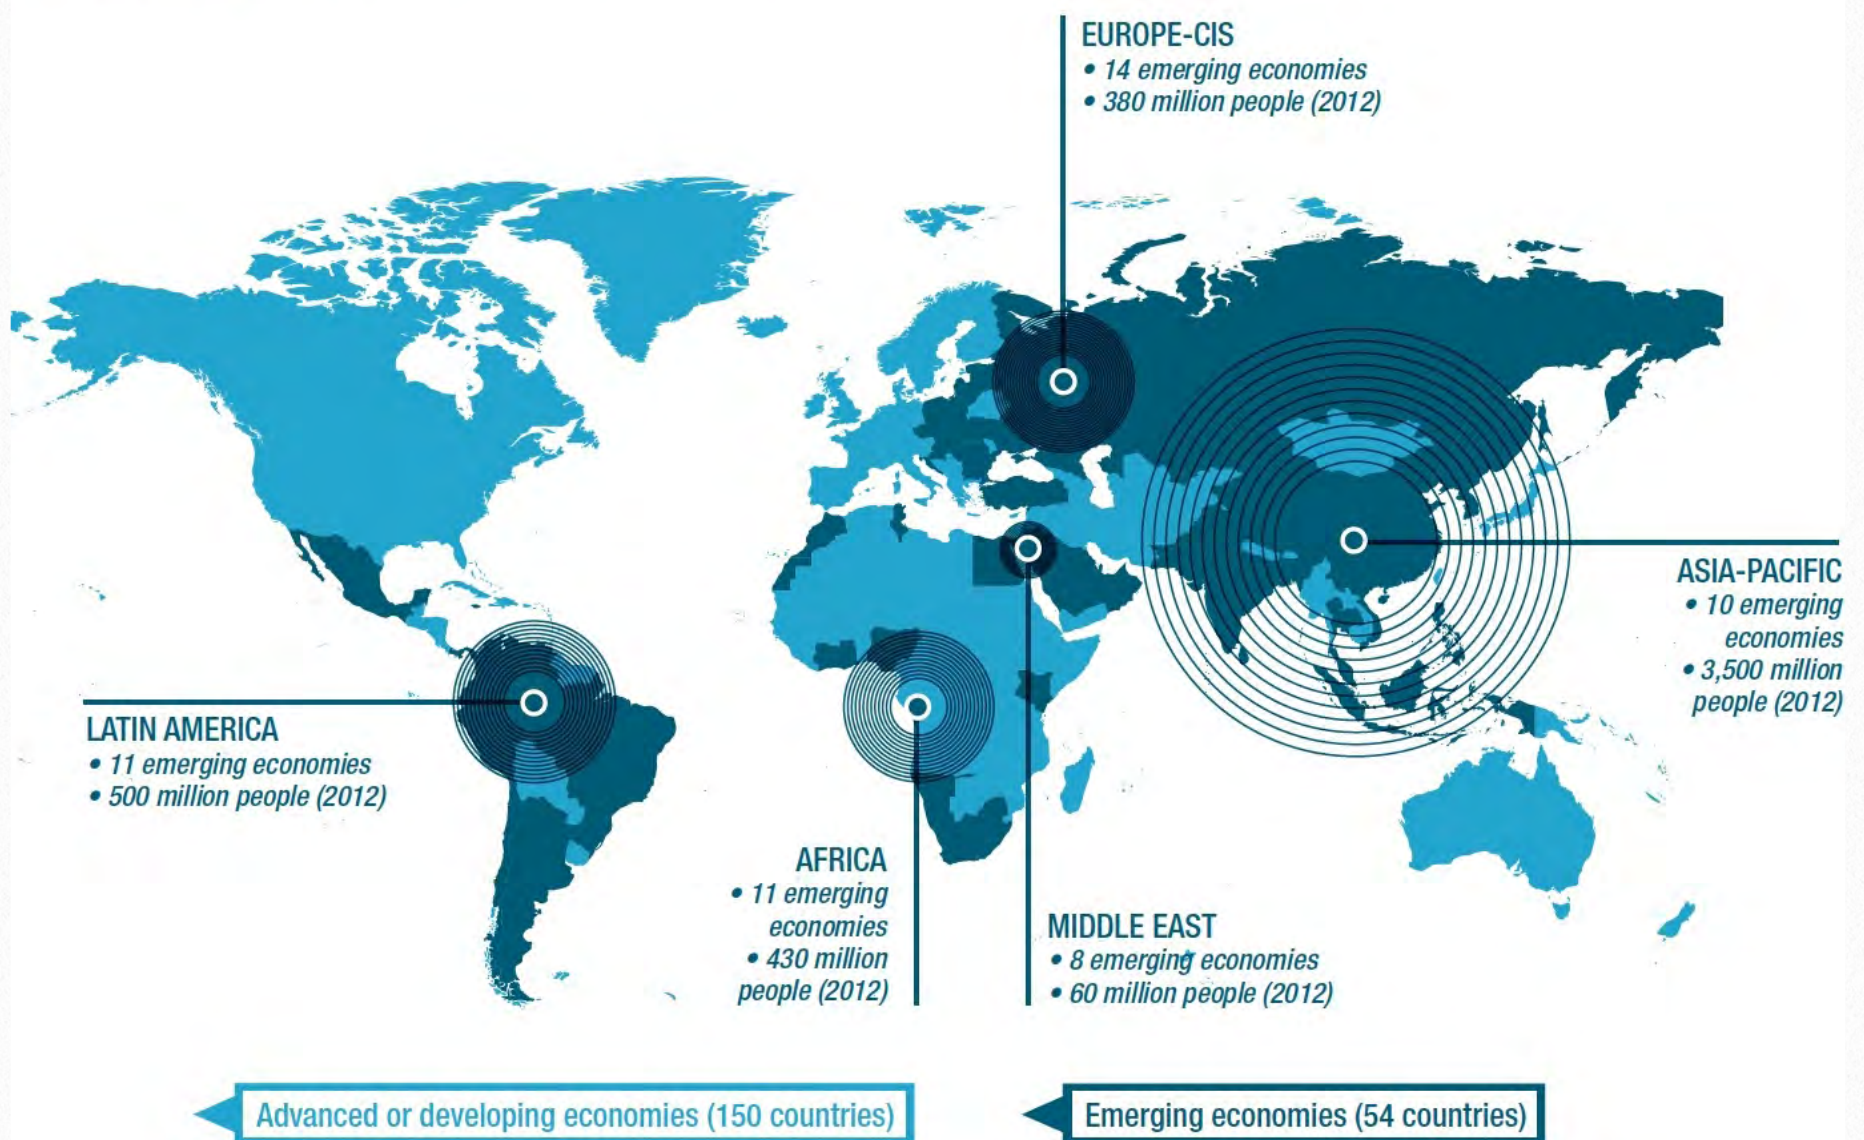 EUROPE-CIS
• 14 emerging economies
• 380 million people (2012)
ASIA-PACIFIC
• 10 emerging
economies
• 3,500 million
people (2012)
LATIN AMERICA
• 11 emerging economies
• 500 million people (2012)
AFRICA
• 11 emerging
economies
• 430 million
people (2012)
MIDDLE EAST
• 8 emerging economies
• 60 million people (2012)
Advanced or developing economies (150 countries)
Emerging economies (54 countries)